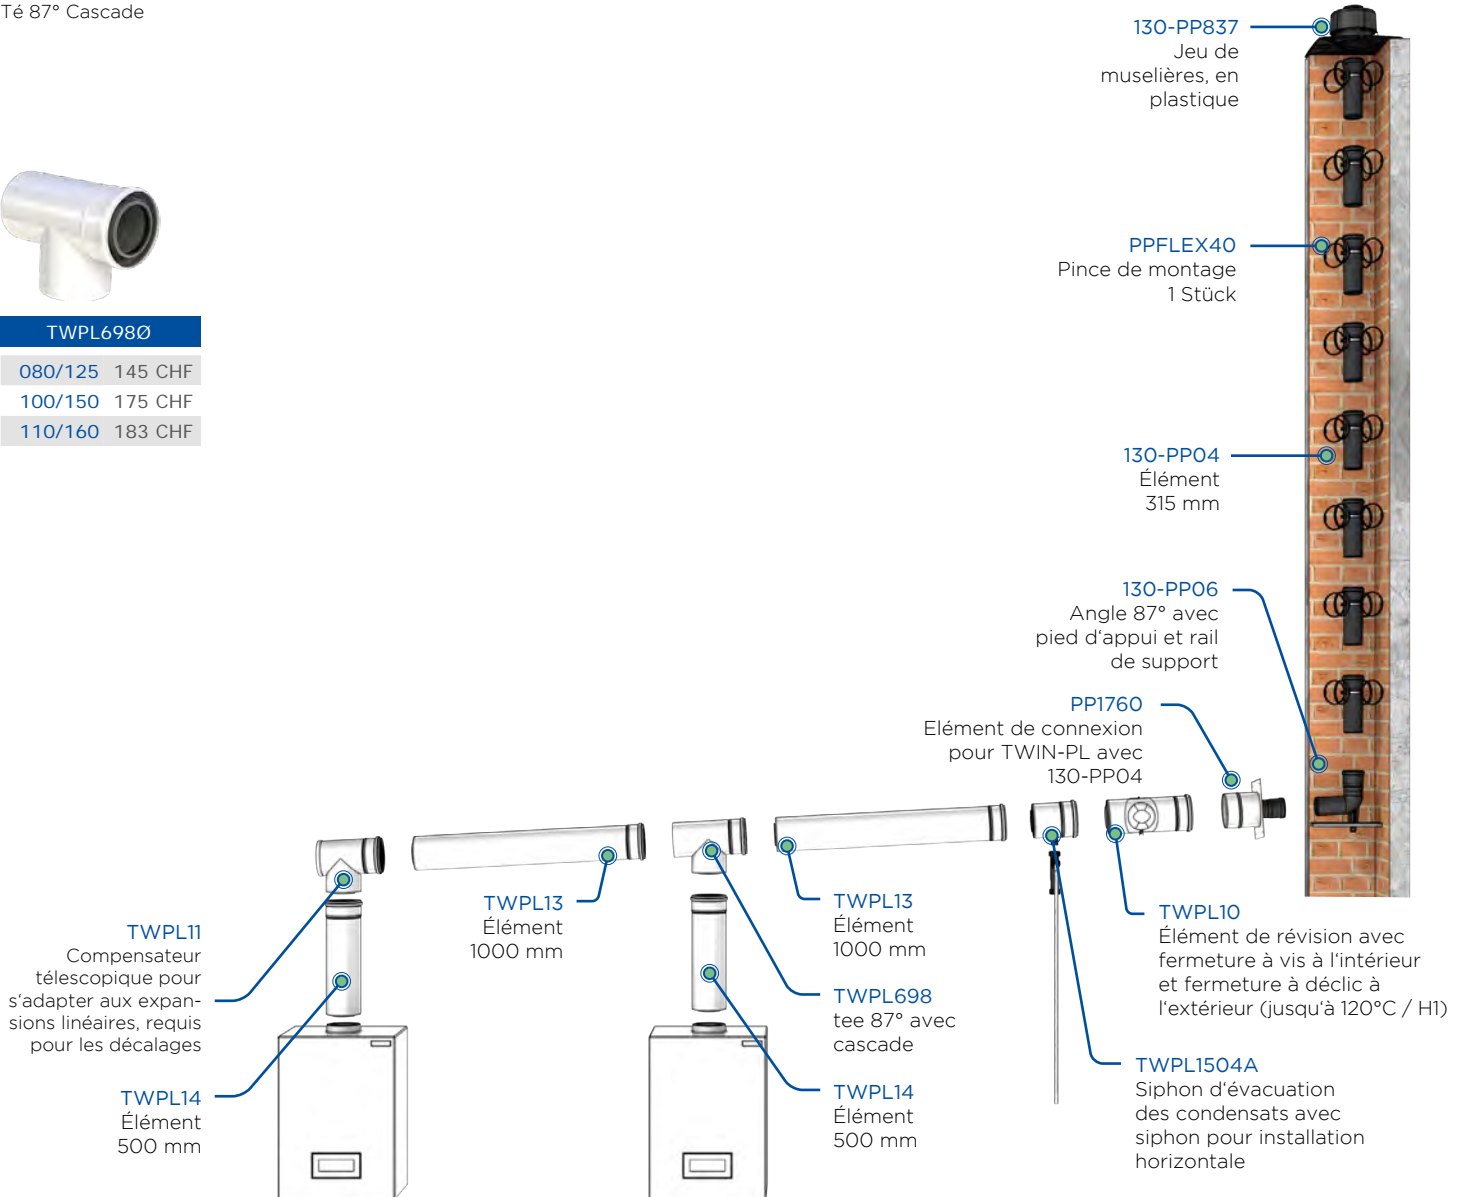 Té 87° Cascade
TWPL698Ø
080/125 145 CHF
100/150 175 CHF
110/160 183 CHF
130-PP837
Jeu de
muselières, en
plastique
PPFLEX40
Pince de montage
1 Stück
130-PP04
Élément
315 mm
130-PP06
Angle 87° avec
pied d‘appui et rail
de support
PP1760
Elément de connexion
pour TWIN-PL avec
130-PP04
TWPL11
Compensateur
télescopique pour
s‘adapter aux expan-
sions linéaires, requis
pour les décalages
TWPL14
Élément
500 mm
TWPL13
Élément
1000 mm
TWPL13
Élément
1000 mm
TWPL698
tee 87° avec
cascade
TWPL14
Élément
500 mm
TWPL10
Élément de révision avec
fermeture à vis à l‘intérieur
et fermeture à déclic à
l‘extérieur (jusqu‘à 120°C / H1)
TWPL1504A
Siphon d‘évacuation
des condensats avec
siphon pour installation
horizontale